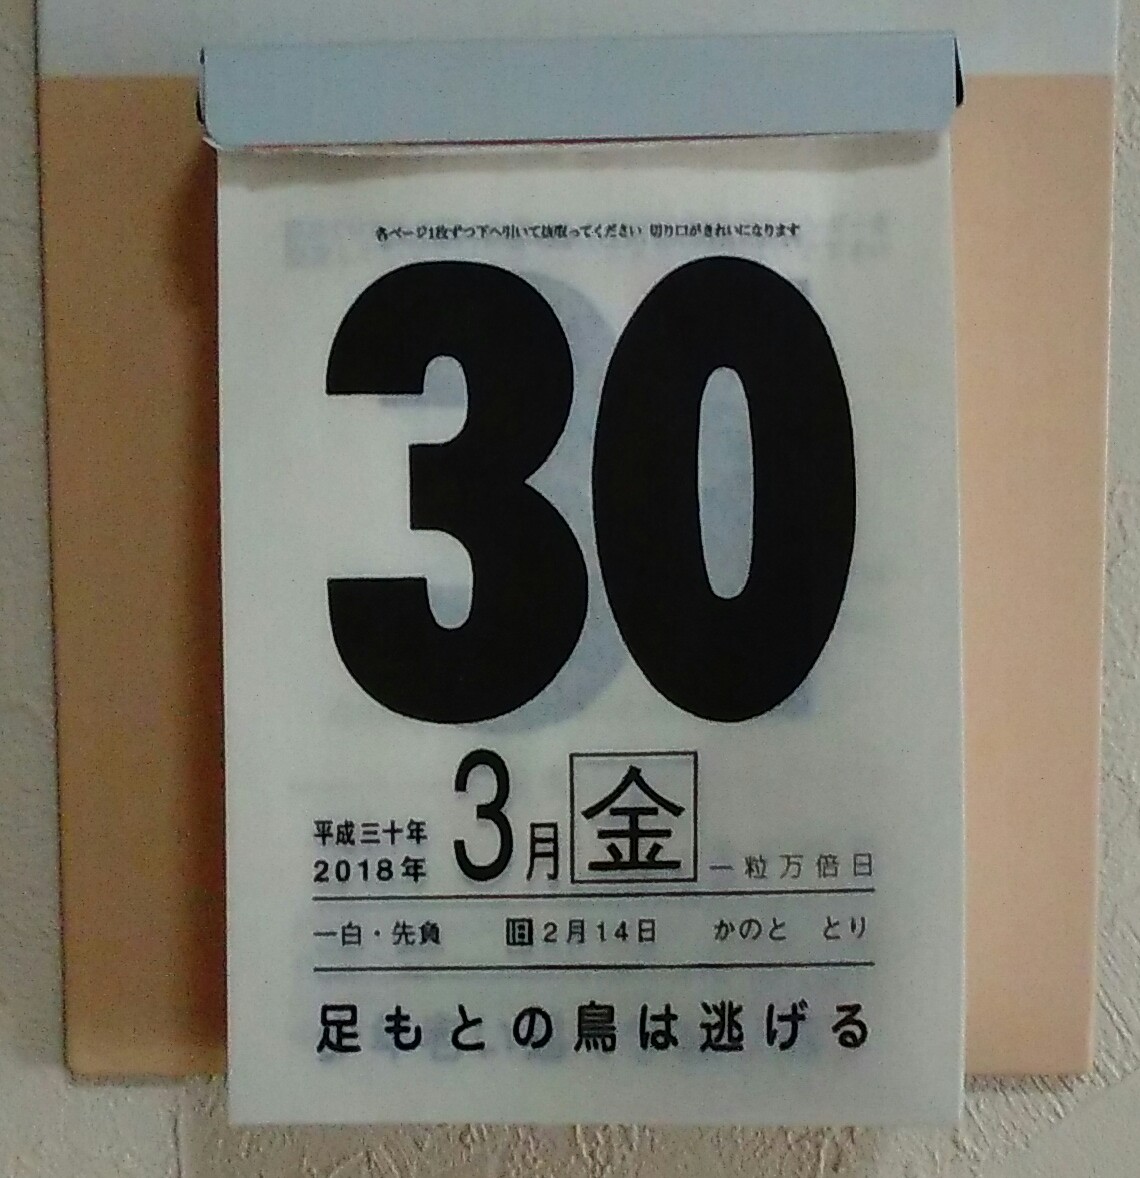 各ページ1枚ずつ下へ引いて抜取ってください 切り口がきれいになります
30
平成三十年
2018年 3月 金 一粒万倍日
一白・先負 旧2月14日 かのと とり
足もとの鳥は逃げる